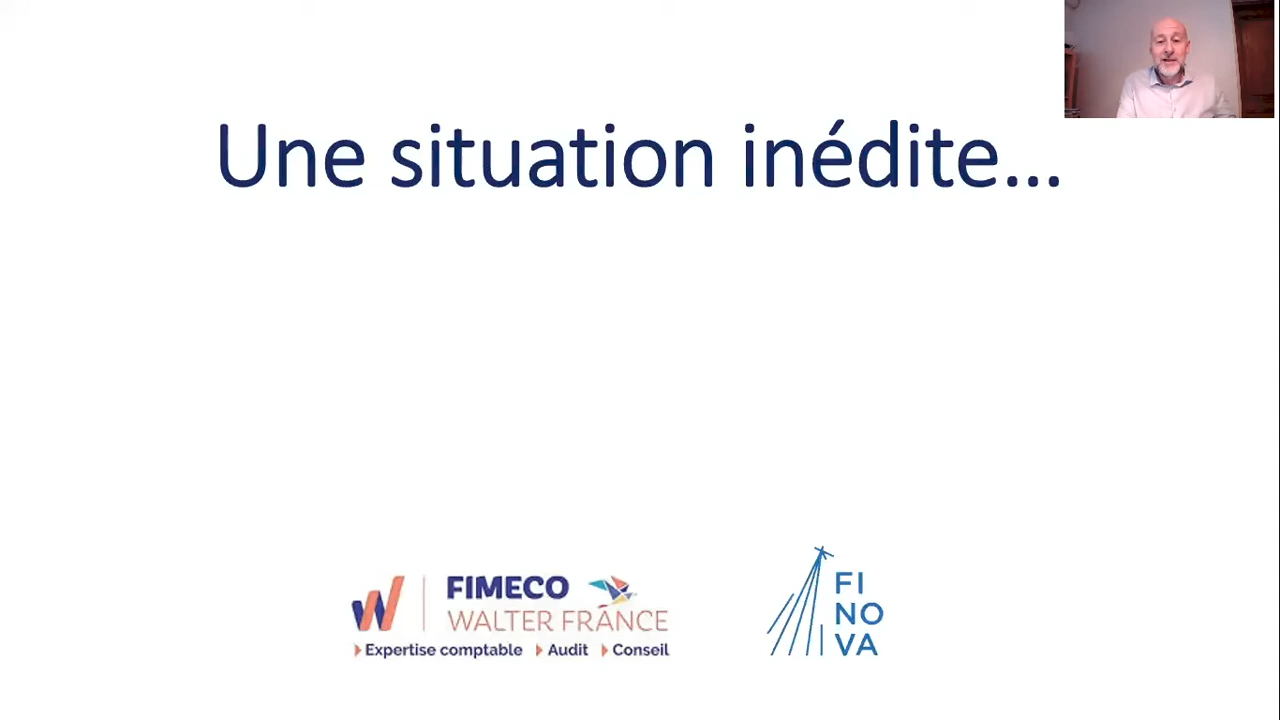 Une situation inédite...
FIMECO
WALTER FRANCE
Expertise comptable Audit Conseil
FI
NO
VA